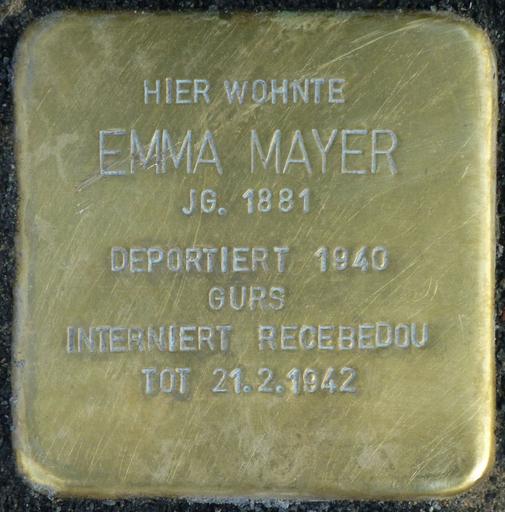 HIER WOHNTE
EMMA MAYER
JG. 1881
DEPORTIERT 1940
GURS
INTERNIERT RECEBEDOU
TOT 21.2.1942